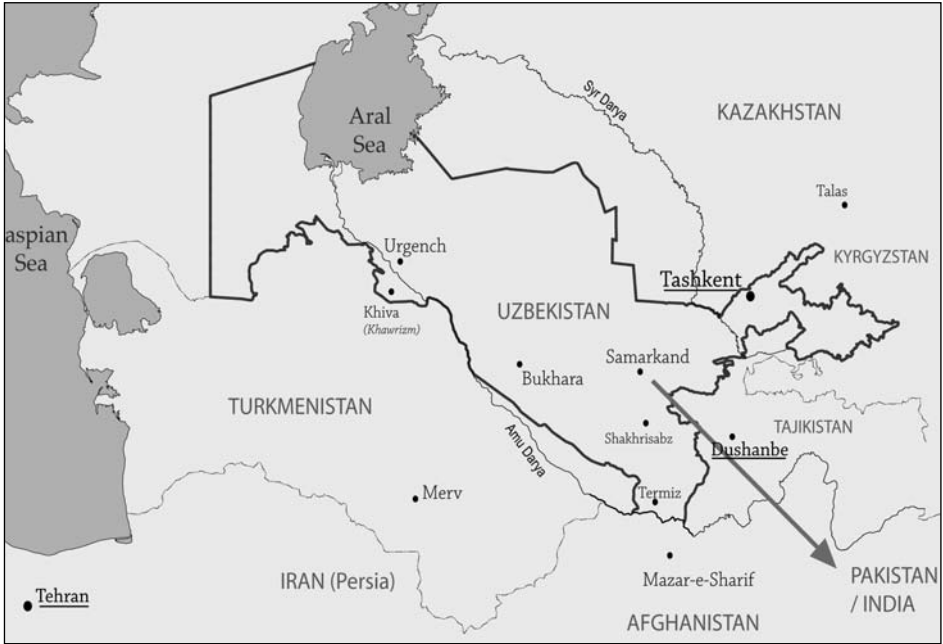 Aral
Sea
Syr Darya
KAZAKHSTAN
Talas
aspian
Sea
KYRGYZSTAN
Urgench
Tashkent
Khiva
(Khawrizm)
UZBEKISTAN
Samarkand
Bukhara
TURKMENISTAN
Shakhrisabz
TAJIKISTAN
Dushanbe
Amu Darya
Merv
Termiz
Mazar-e-Sharif
IRAN (Persia)
PAKISTAN
/ INDIA
Tehran
AFGHANISTAN